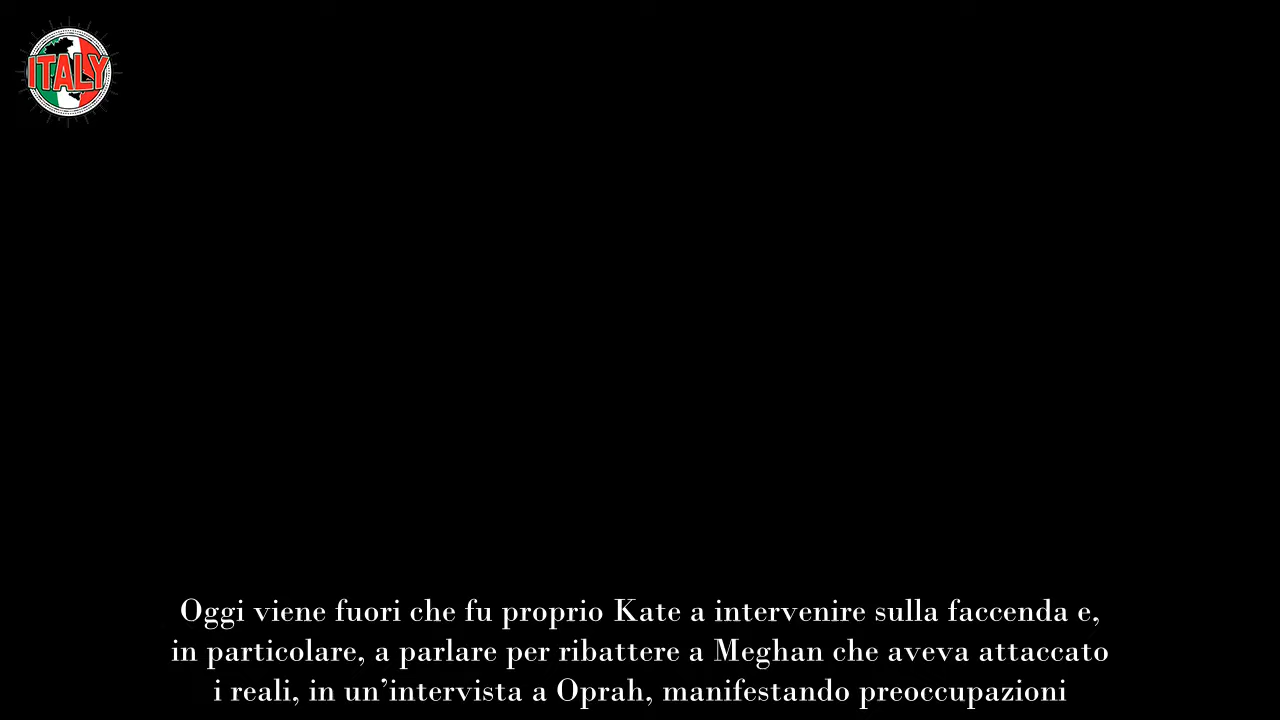 ITALY
Oggi viene fuori che fu proprio Kate a intervenire sulla faccenda e,
in particolare, a parlare per ribattere a Meghan che aveva attaccato
i reali, in un’intervista a Oprah, manifestando preoccupazioni